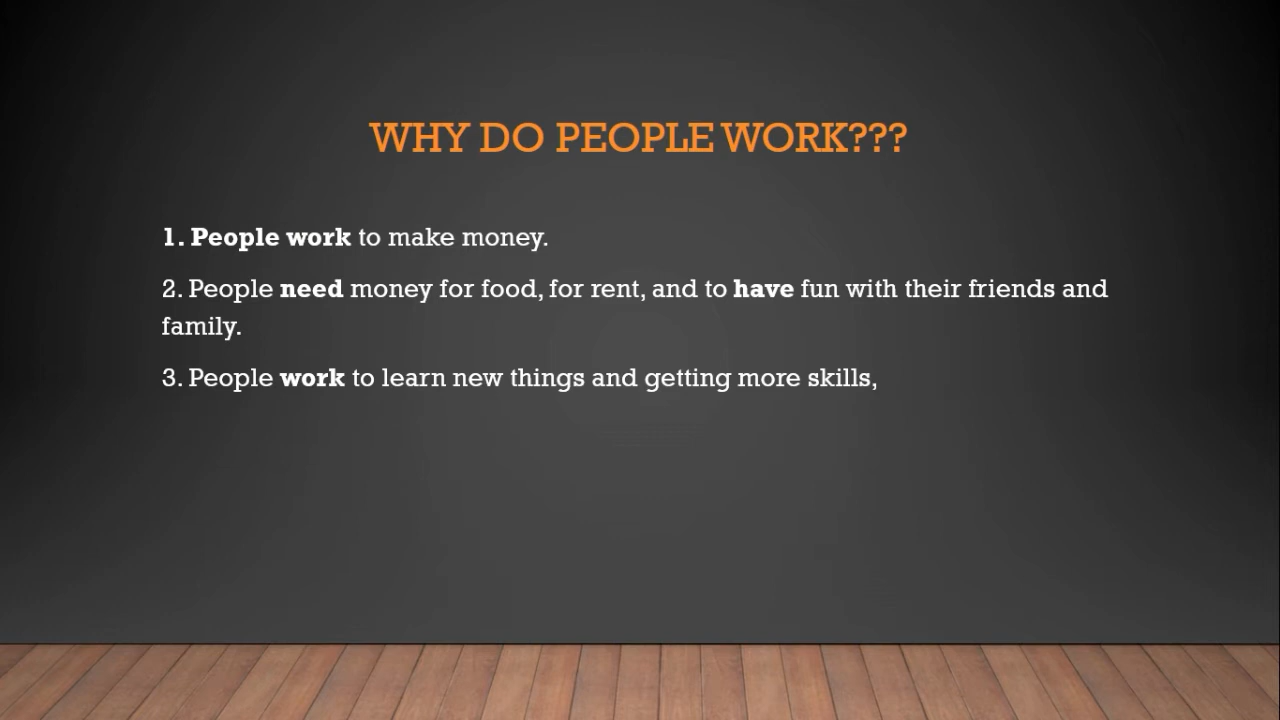 WHY DO PEOPLE WORK???
1. People work to make money.
2. People need money for food, for rent, and to have fun with their friends and
family.
3. People work to learn new things and getting more skills,